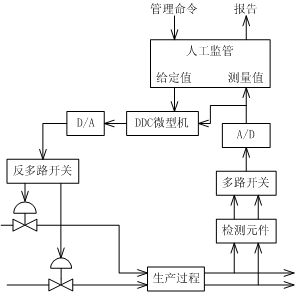 管理命令
报告
人工监管
给定值
测量值
D/A
DDC微型机
A/D
反多路开关
多路开关
检测元件
生产过程